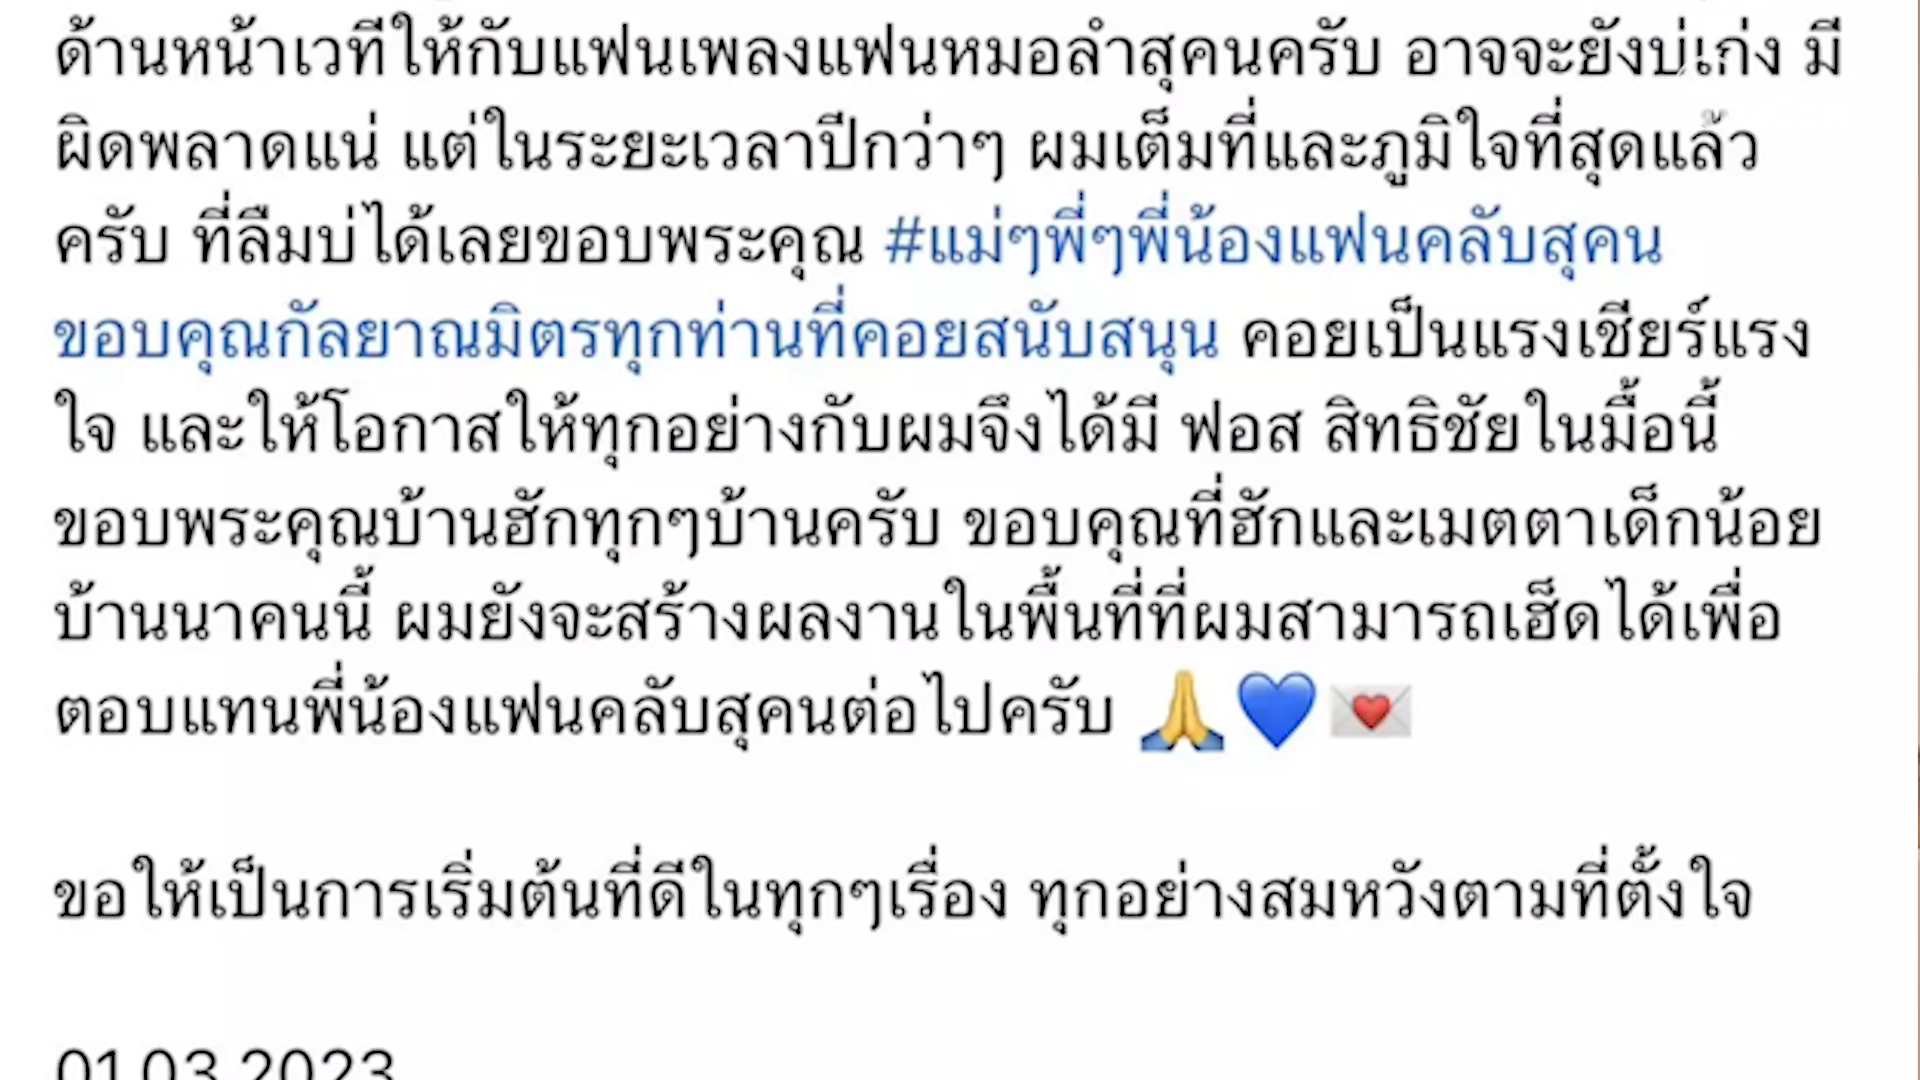 ด้านหน้าเวทีให้กับแฟนเพลงแฟนหมอลำสุคนครับ อาจจะยังบ่เก่ง มี
ผิดพลาดแน่ แต่ในระยะเวลาปีกว่าๆ ผมเต็มที่และภูมิใจที่สุดแล้ว
ครับ ที่ลืมบ่ได้เลยขอบพระคุณ #แม่ๆพี่ๆพี่น้องแฟนคลับสุคน
ขอบคุณกัลยาณมิตรทุกท่านที่คอยสนับสนุน คอยเป็นแรงเชียร์แรง
ใจ และให้โอกาสให้ทุกอย่างกับผมจึงได้มี ฟอส สิทธิชัยในมื้อนี้
ขอบพระคุณบ้านฮักทุกๆบ้านครับ ขอบคุณที่ฮักและเมตตาเด็กน้อย
บ้านนาคนนี้ ผมยังจะสร้างผลงานในพื้นที่ที่ผมสามารถเฮ็ดได้เพื่อ
ตอบแทนพี่น้องแฟนคลับสุคนต่อไปครับ 🙏💙💌
ขอให้เป็นการเริ่มต้นที่ดีในทุกๆเรื่อง ทุกอย่างสมหวังตามที่ตั้งใจ
01.03.2023